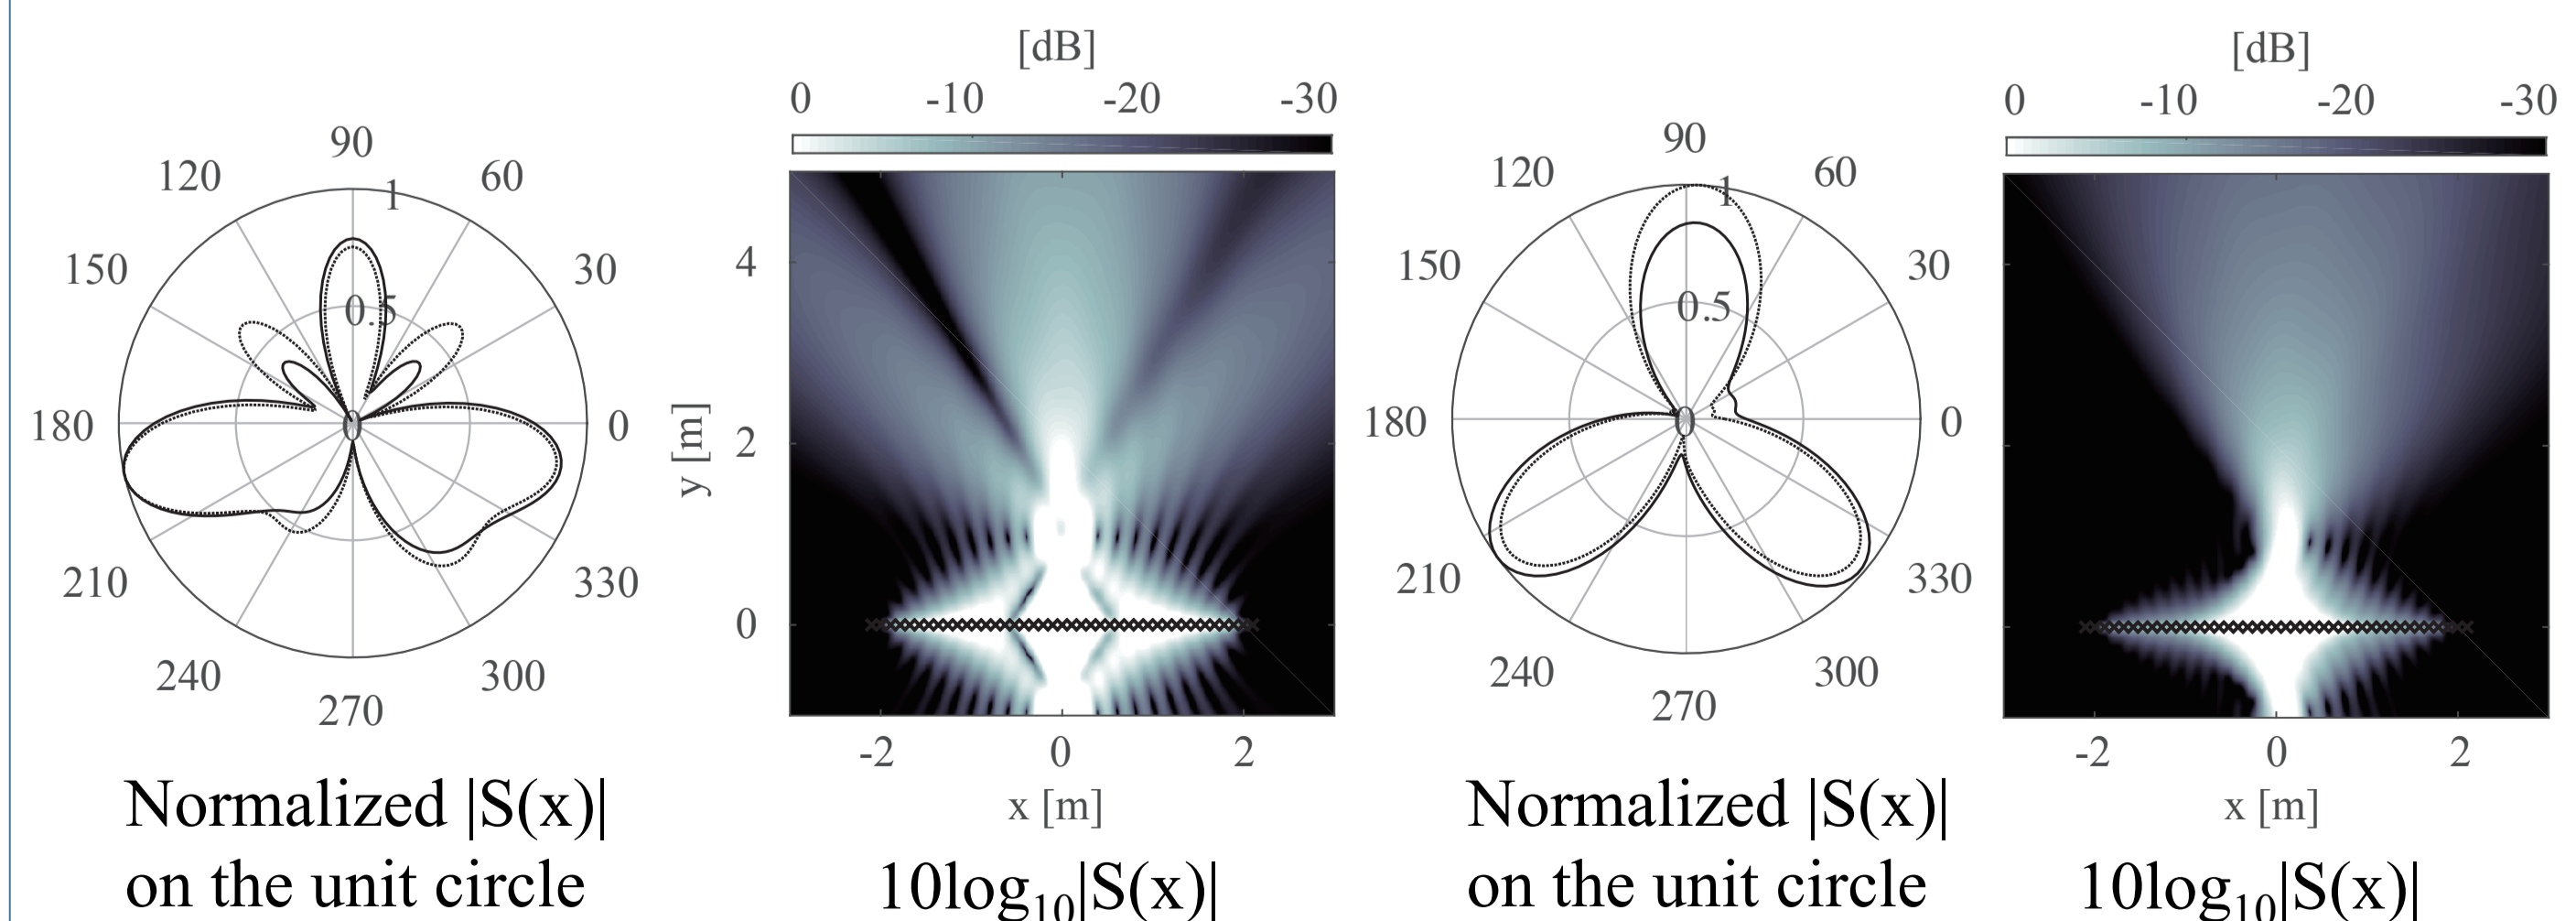 [dB]
0 -10 -20 -30
90
120 60
1
150 30
0.5
180 0 0
210 330
240 300
270
y [m]
4
2
0
-2 0 2
x [m]
Normalized |S(x)|
on the unit circle
10log10|S(x)|
[dB]
0 -10 -20 -30
90
120 60
1
150 30
0.5
180 0 0
210 330
240 300
270
-2 0 2
x [m]
Normalized |S(x)|
on the unit circle
10log10|S(x)|